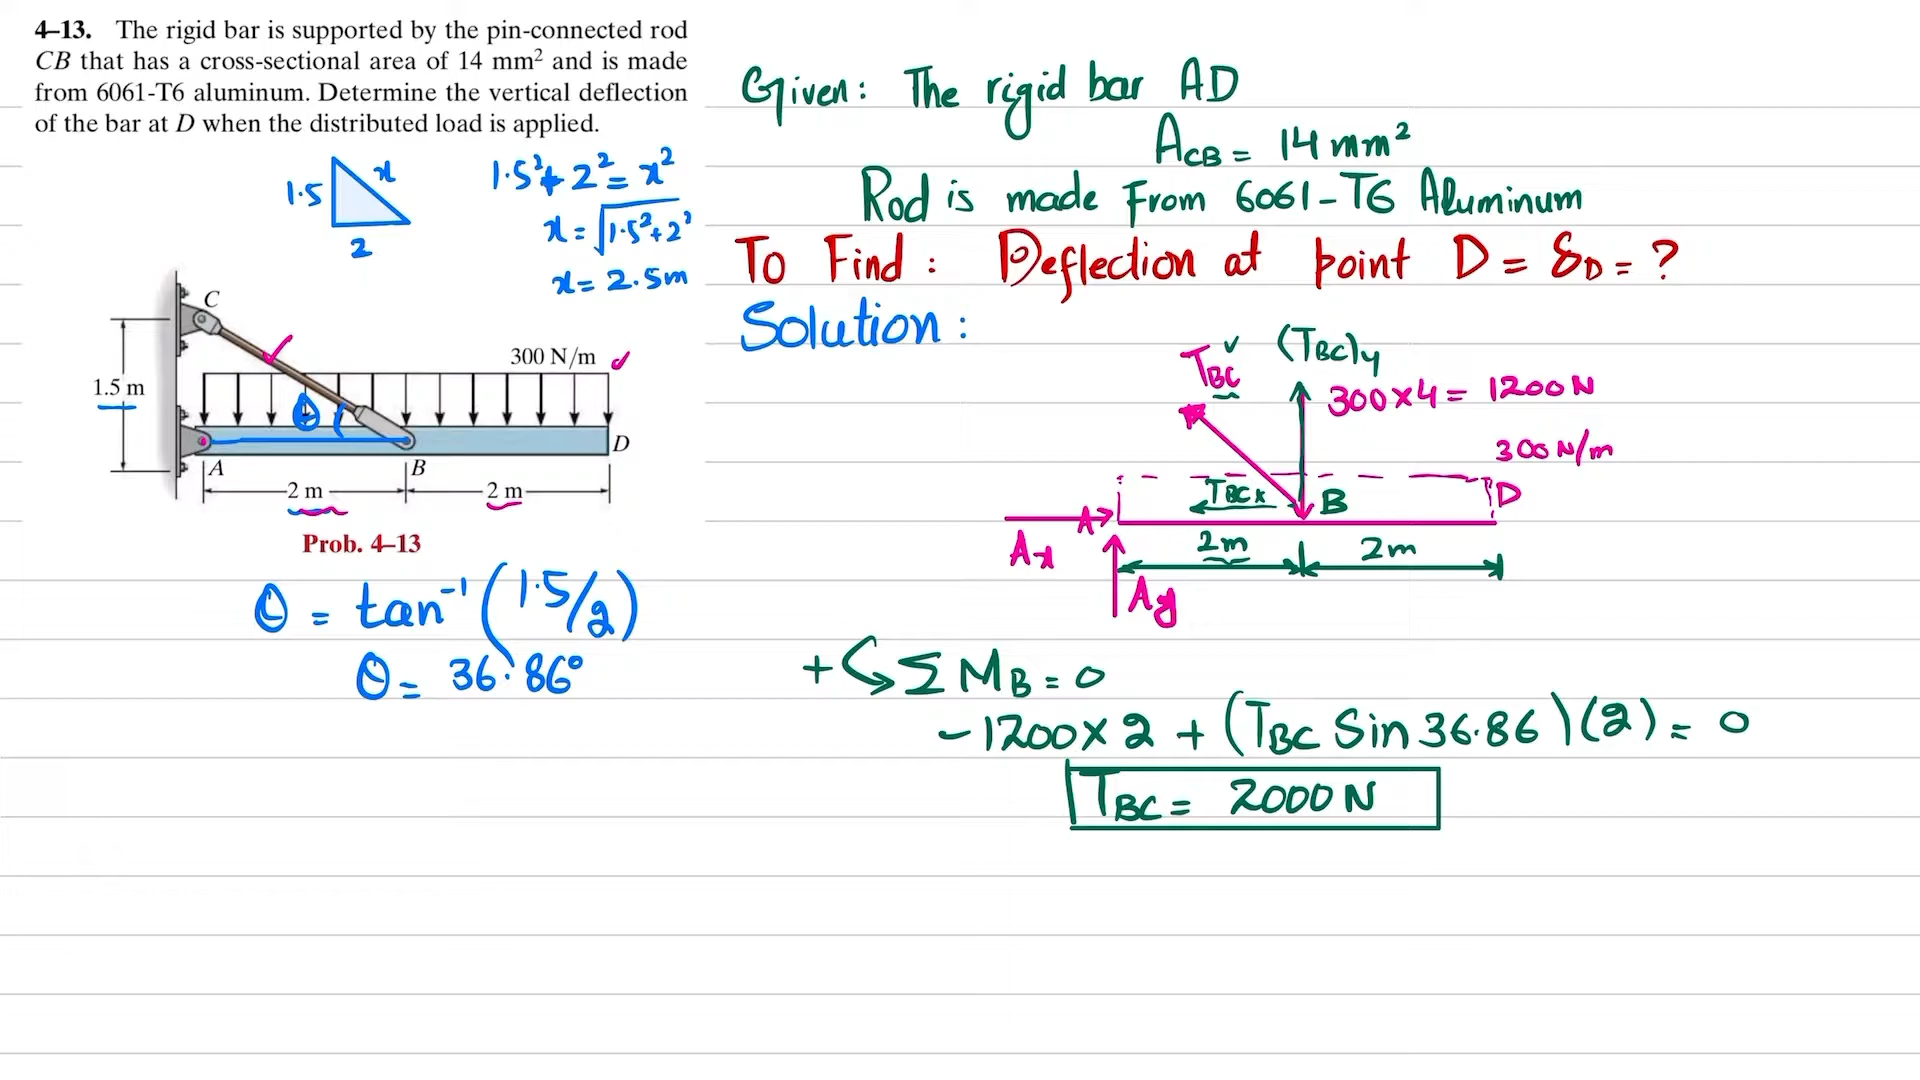 4–13. The rigid bar is supported by the pin-connected rod
CB that has a cross-sectional area of 14 mm² and is made
from 6061-T6 aluminum. Determine the vertical deflection
of the bar at D when the distributed load is applied.
1.5
x
2
1.5² + 2² = x²
x = √1.5² + 2²
x = 2.5m
C
300 N/m
1.5 m
θ
D
A
B
2 m
2 m
Prob. 4–13
θ = tan⁻¹ (1.5/2)
θ = 36.86°
Given: The rigid bar AD
A_CB = 14 mm²
Rod is made From 6061-T6 Aluminum
To Find: Deflection at point D = δ_D = ?
Solution:
T_BC
(T_BC)y
300×4 = 1200 N
300 N/m
T_BCx
B
D
A
Ax
2m
2m
Ay
+ ΣM_B = 0
-1200×2 + (T_BC Sin 36.86)(2) = 0
T_BC = 2000 N